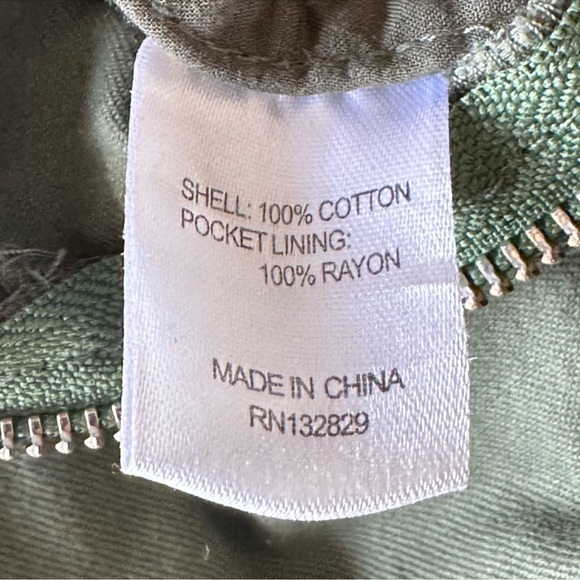 SHELL: 100% COTTON
POCKET LINING:
100% RAYON
MADE IN CHINA
RN132829